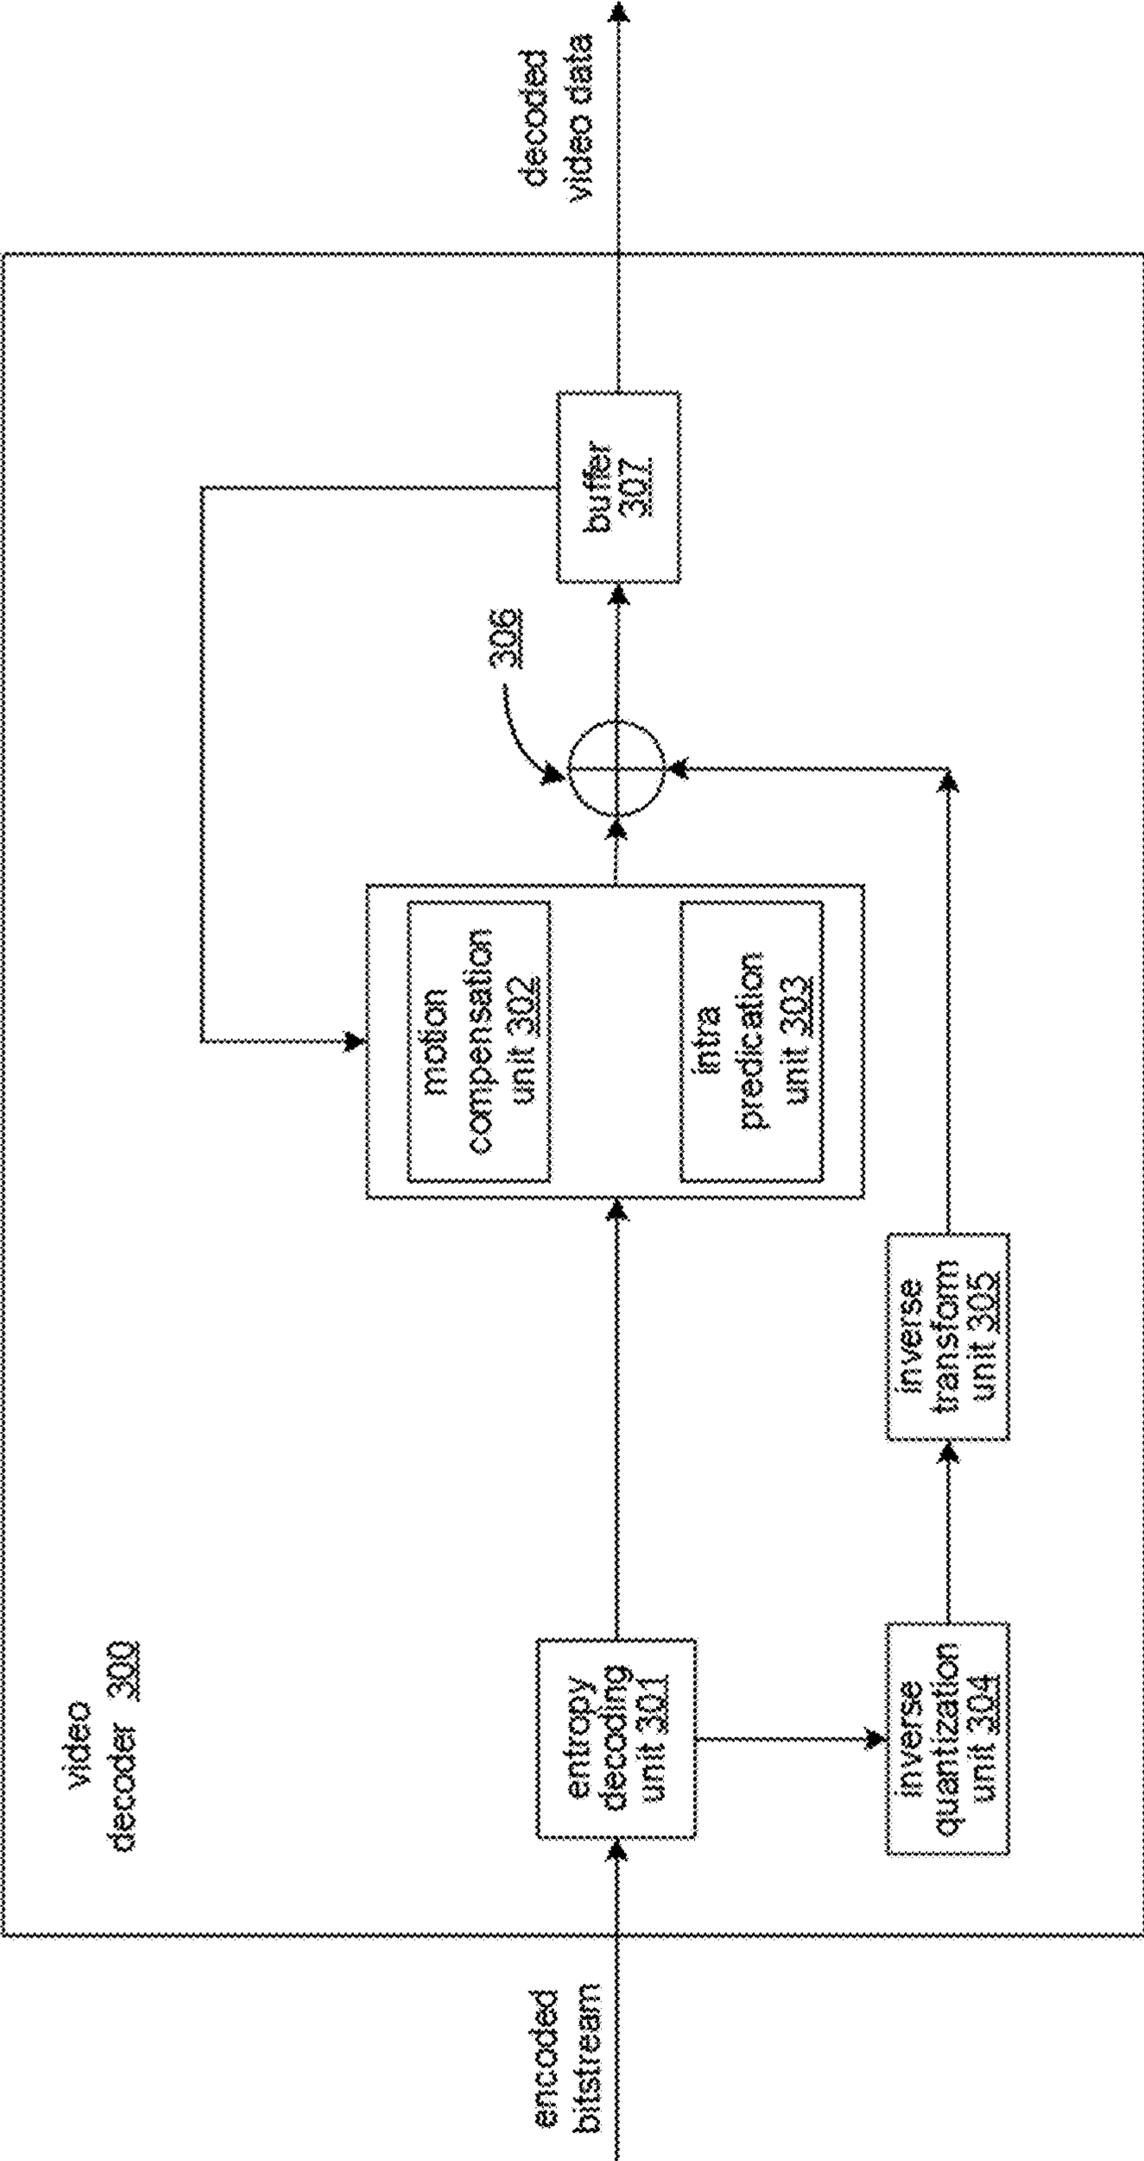 video
decoder 300
encoded
bitstream
entropy
decoding
unit 301
inverse
quantization
unit 304
inverse
transform
unit 305
motion
compensation
unit 302
intra
predication
unit 303
306
buffer
307
decoded
video data